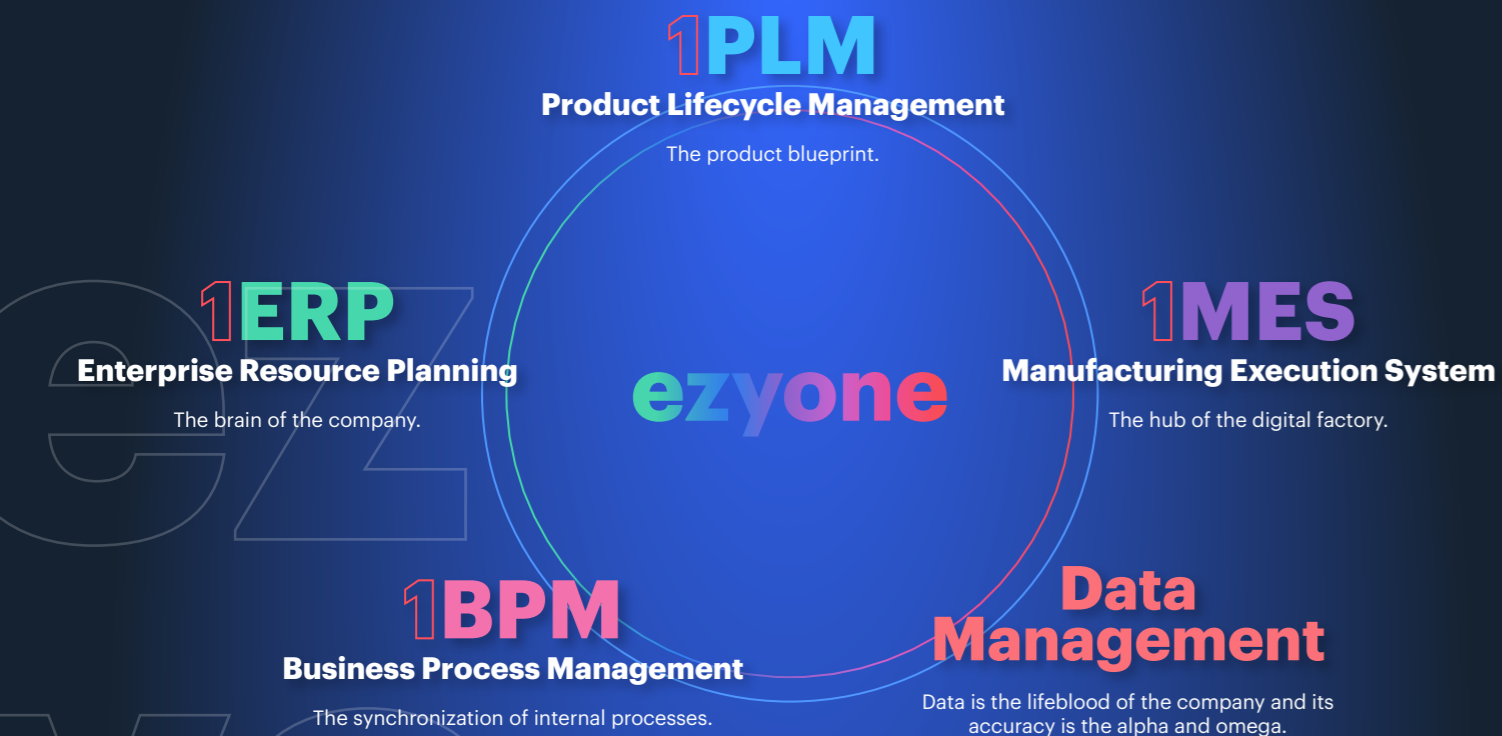 1PLM
Product Lifecycle Management
The product blueprint.
1ERP
Enterprise Resource Planning
The brain of the company.
ezyone
1MES
Manufacturing Execution System
The hub of the digital factory.
1BPM
Business Process Management
The synchronization of internal processes.
Data
Management
Data is the lifeblood of the company and its
accuracy is the alpha and omega.
ez